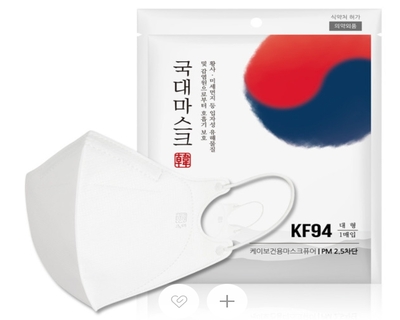 식약처 허가
의약외품
국대마스크
황사·미세먼지 등 입자성 유해물질
및 감염원으로부터 호흡기 보호
韓
KF94
대 형
1매입
케이보건용마스크퓨어 | PM 2.5차단